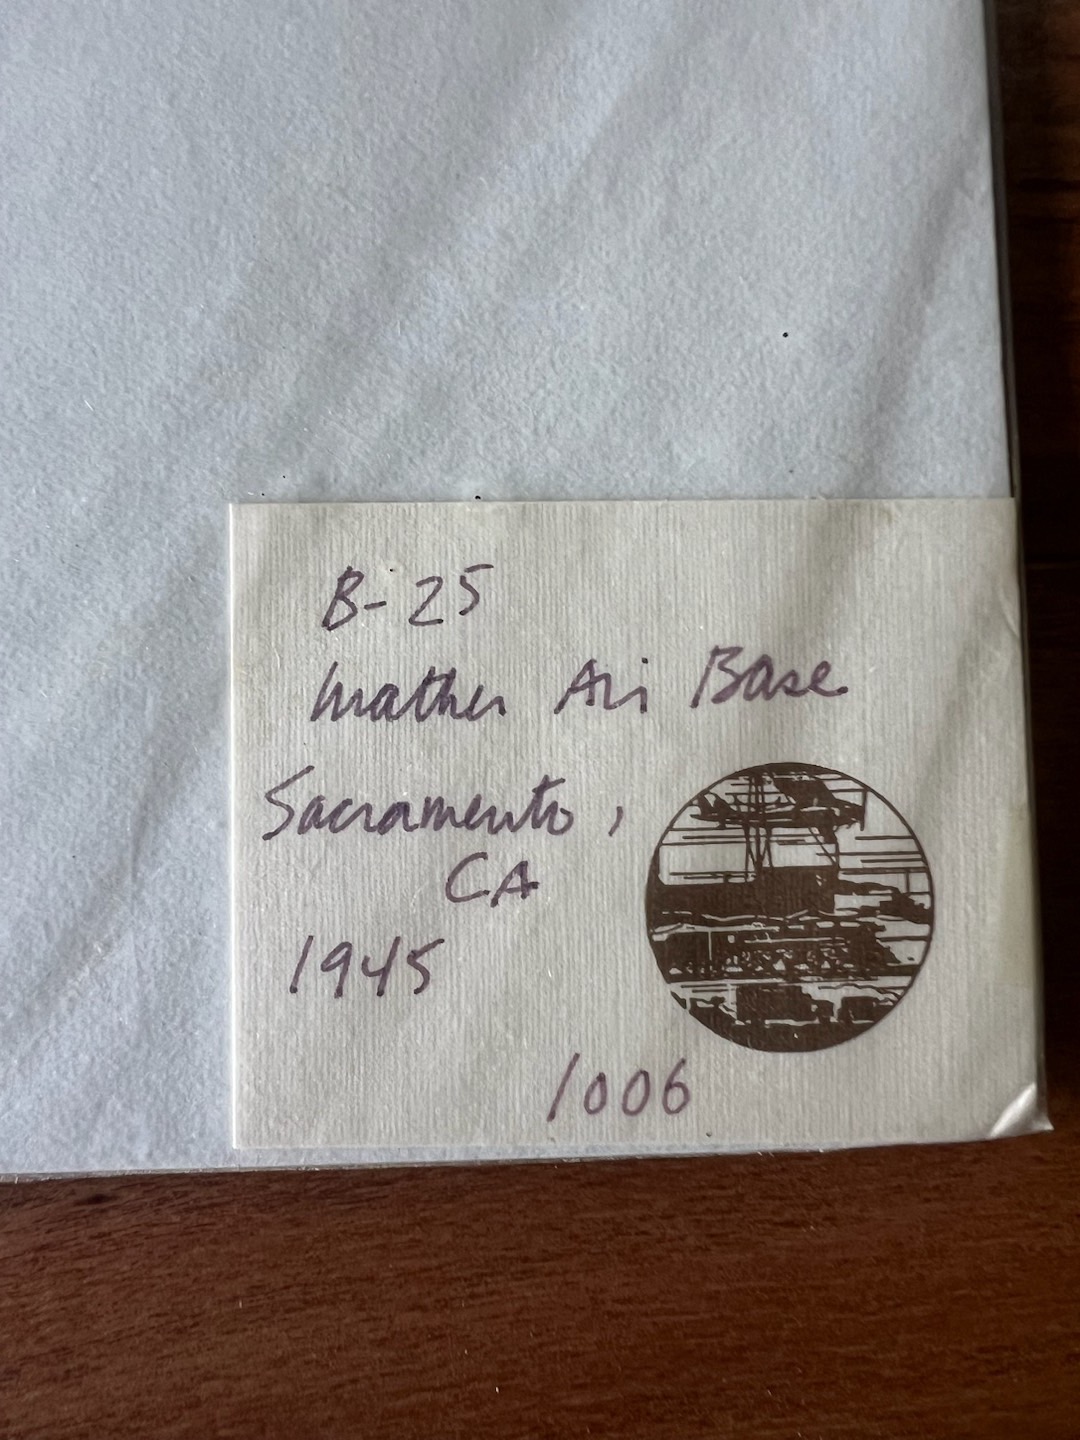 B-25
Mather Air Base
Sacramento,
CA
1945
1006